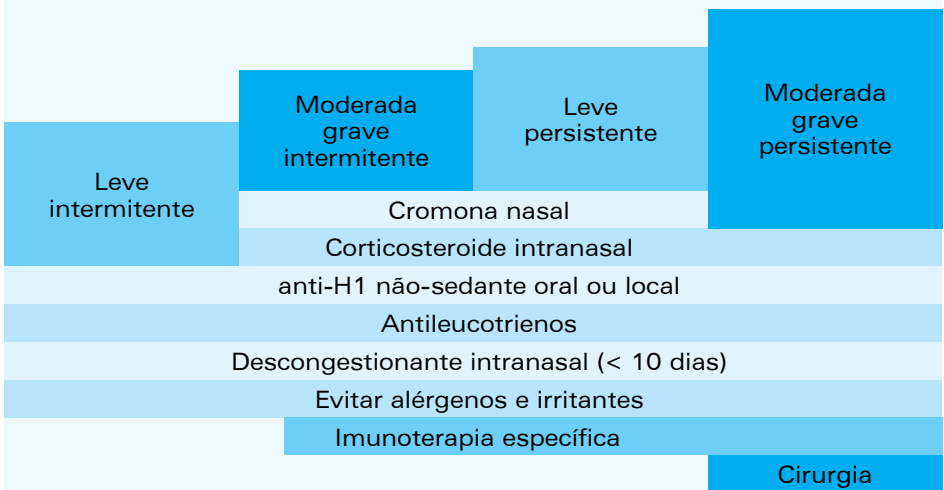 Leve
intermitente
Moderada
grave
intermitente
Leve
persistente
Moderada
grave
persistente
Cromona nasal
Corticosteroide intranasal
anti-H1 não-sedante oral ou local
Antileucotrienos
Descongestionante intranasal (< 10 dias)
Evitar alérgenos e irritantes
Imunoterapia específica
Cirurgia